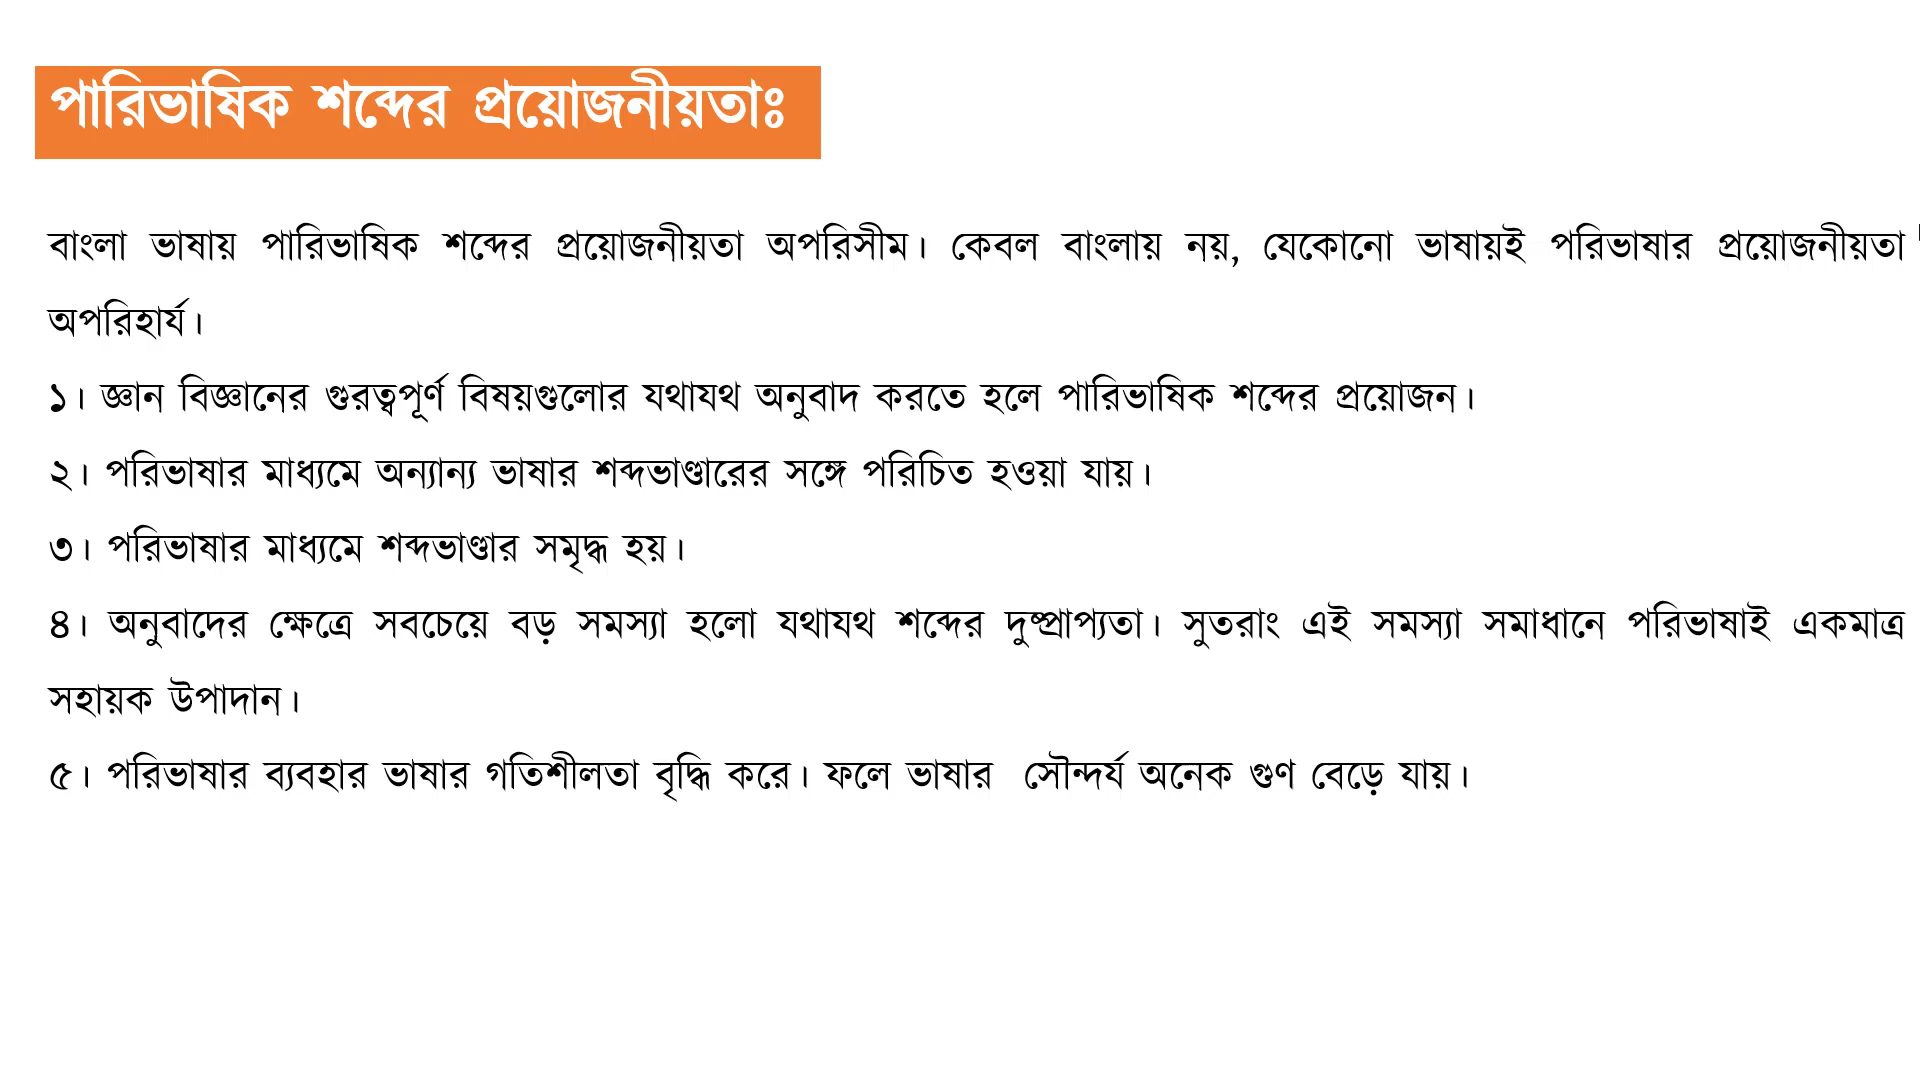 পারিভাষিক শব্দের প্রয়োজনীয়তাঃ
বাংলা ভাষায় পারিভাষিক শব্দের প্রয়োজনীয়তা অপরিসীম। কেবল বাংলায় নয়, যেকোনো ভাষায়ই পরিভাষার প্রয়োজনীয়তা
অপরিহার্য।
১। জ্ঞান বিজ্ঞানের গুরত্বপূর্ণ বিষয়গুলোর যথাযথ অনুবাদ করতে হলে পারিভাষিক শব্দের প্রয়োজন।
২। পরিভাষার মাধ্যমে অন্যান্য ভাষার শব্দভাণ্ডারের সঙ্গে পরিচিত হওয়া যায়।
৩। পরিভাষার মাধ্যমে শব্দভাণ্ডার সমৃদ্ধ হয়।
৪। অনুবাদের ক্ষেত্রে সবচেয়ে বড় সমস্যা হলো যথাযথ শব্দের দুষ্প্রাপ্যতা। সুতরাং এই সমস্যা সমাধানে পরিভাষাই একমাত্র
সহায়ক উপাদান।
৫। পরিভাষার ব্যবহার ভাষার গতিশীলতা বৃদ্ধি করে। ফলে ভাষার  সৌন্দর্য অনেক গুণ বেড়ে যায়।